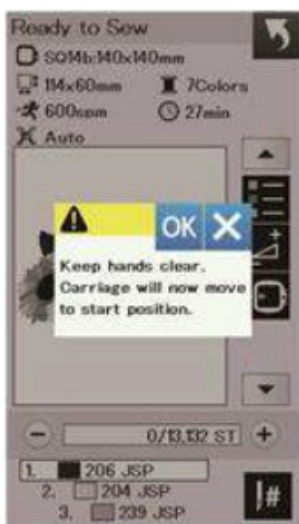 Ready to Sew
SQ14b:140x140mm
114x60mm 7Colors
600spm 27min
Auto
OK
Keep hands clear.
Carriage will now move
to start position.
0/13,132 ST
1. 206 JSP
2. 204 JSP
3. 239 JSP
#